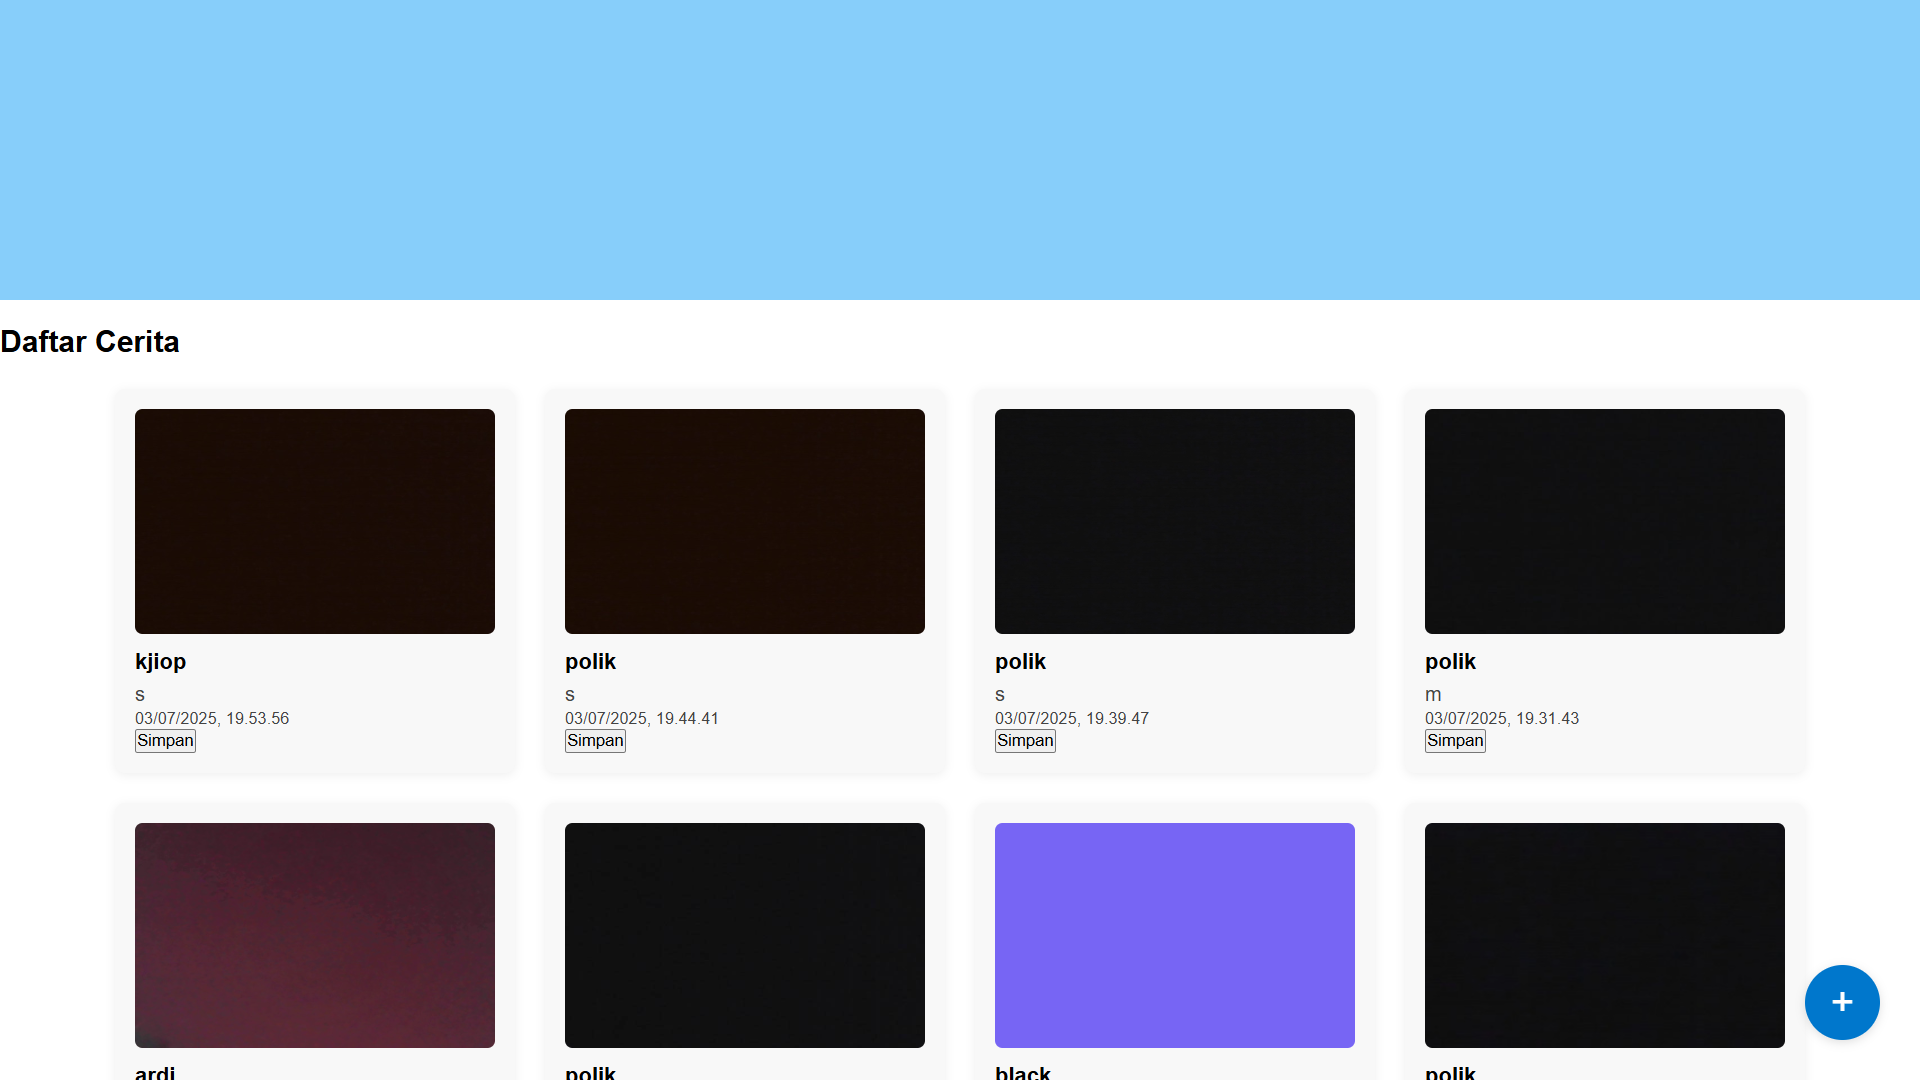 Daftar Cerita
kjiop
s
03/07/2025, 19.53.56
Simpan
polik
s
03/07/2025, 19.44.41
Simpan
polik
s
03/07/2025, 19.39.47
Simpan
polik
m
03/07/2025, 19.31.43
Simpan
ardi
polik
black
polik
+